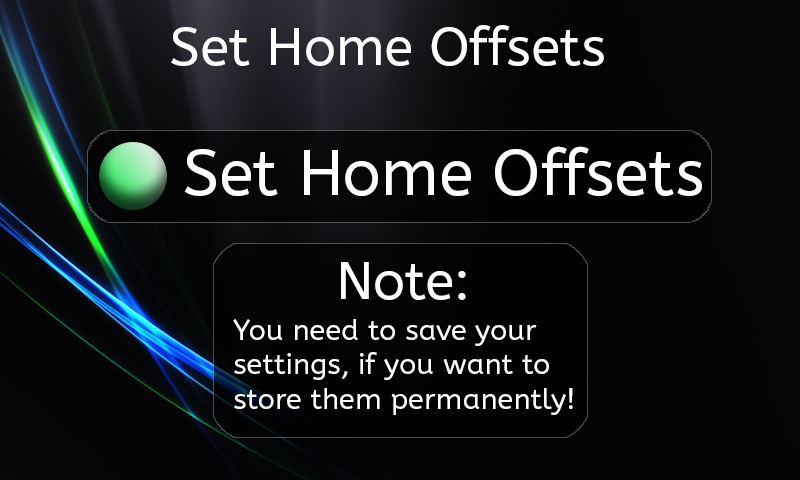 Set Home Offsets
Set Home Offsets
Note:
You need to save your
settings, if you want to
store them permanently!